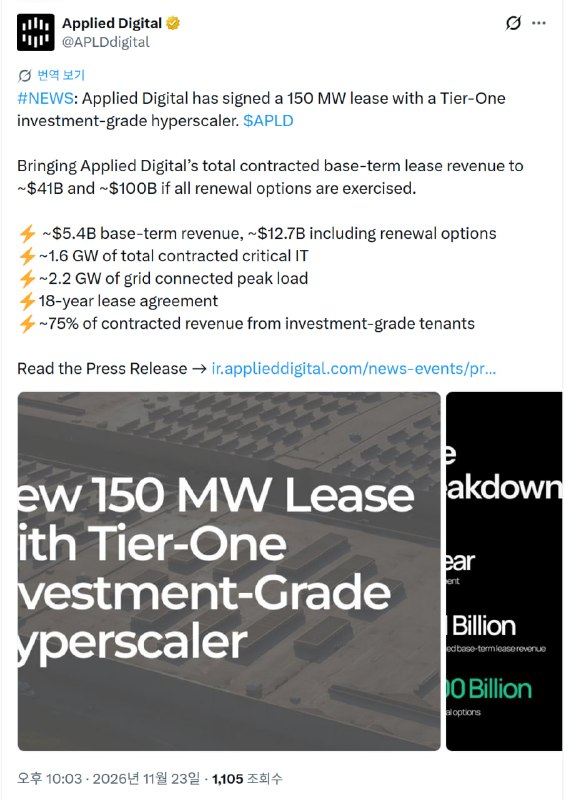 Applied Digital
@APLDdigital
번역 보기
#NEWS: Applied Digital has signed a 150 MW lease with a Tier-One
investment-grade hyperscaler. $APLD
Bringing Applied Digital's total contracted base-term lease revenue to
~$41B and ~$100B if all renewal options are exercised.
⚡ ~$5.4B base-term revenue, ~$12.7B including renewal options
⚡~1.6 GW of total contracted critical IT
⚡~2.2 GW of grid connected peak load
⚡18-year lease agreement
⚡~75% of contracted revenue from investment-grade tenants
Read the Press Release → ir.applieddigital.com/news-events/pr...
ew 150 MW Lease
ith Tier-One
vestment-Grade
yperscaler
e
akdown
ear
ent
Billion
ed base-term lease revenue
00 Billion
al options
오후 10:03 · 2026년 11월 23일 · 1,105 조회수